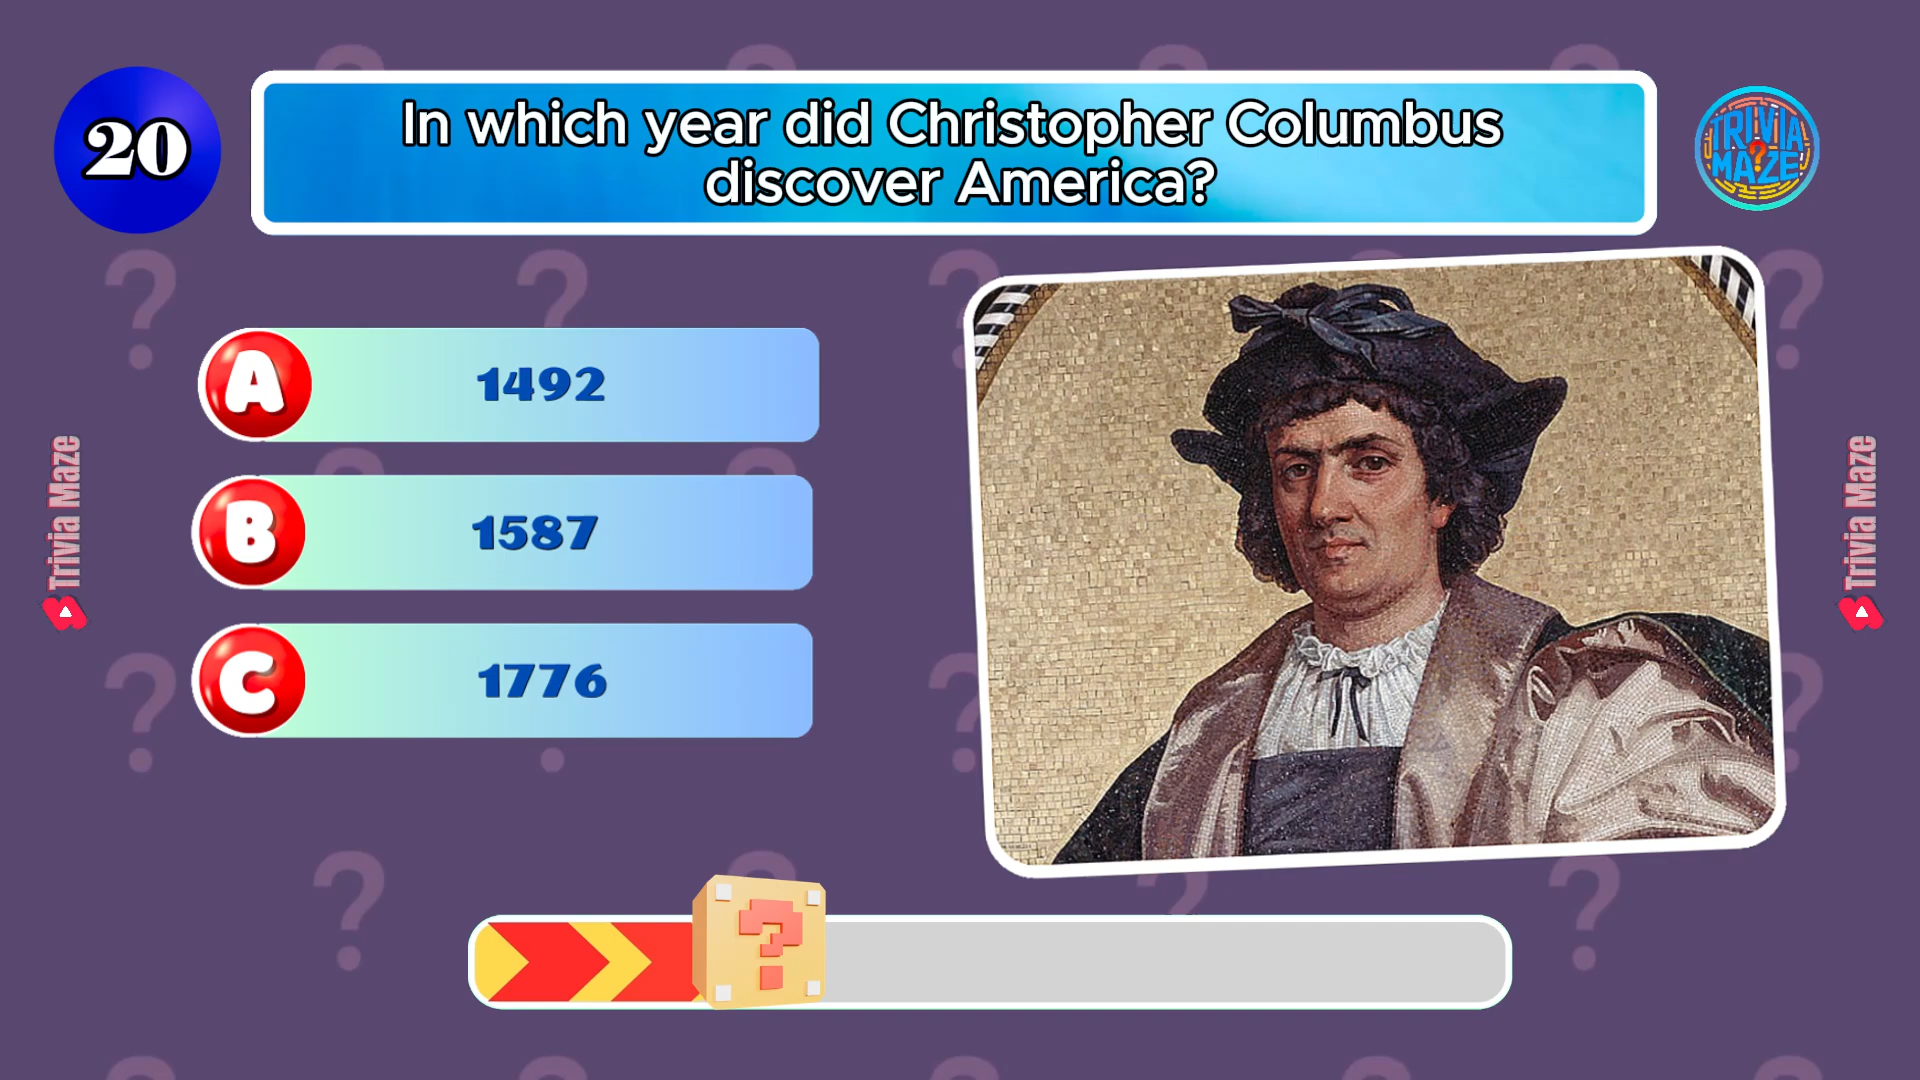 20
In which year did Christopher Columbus
discover America?
TRIVIA
MAZE
?
A
1492
B
1587
C
1776
Trivia Maze
Trivia Maze
?